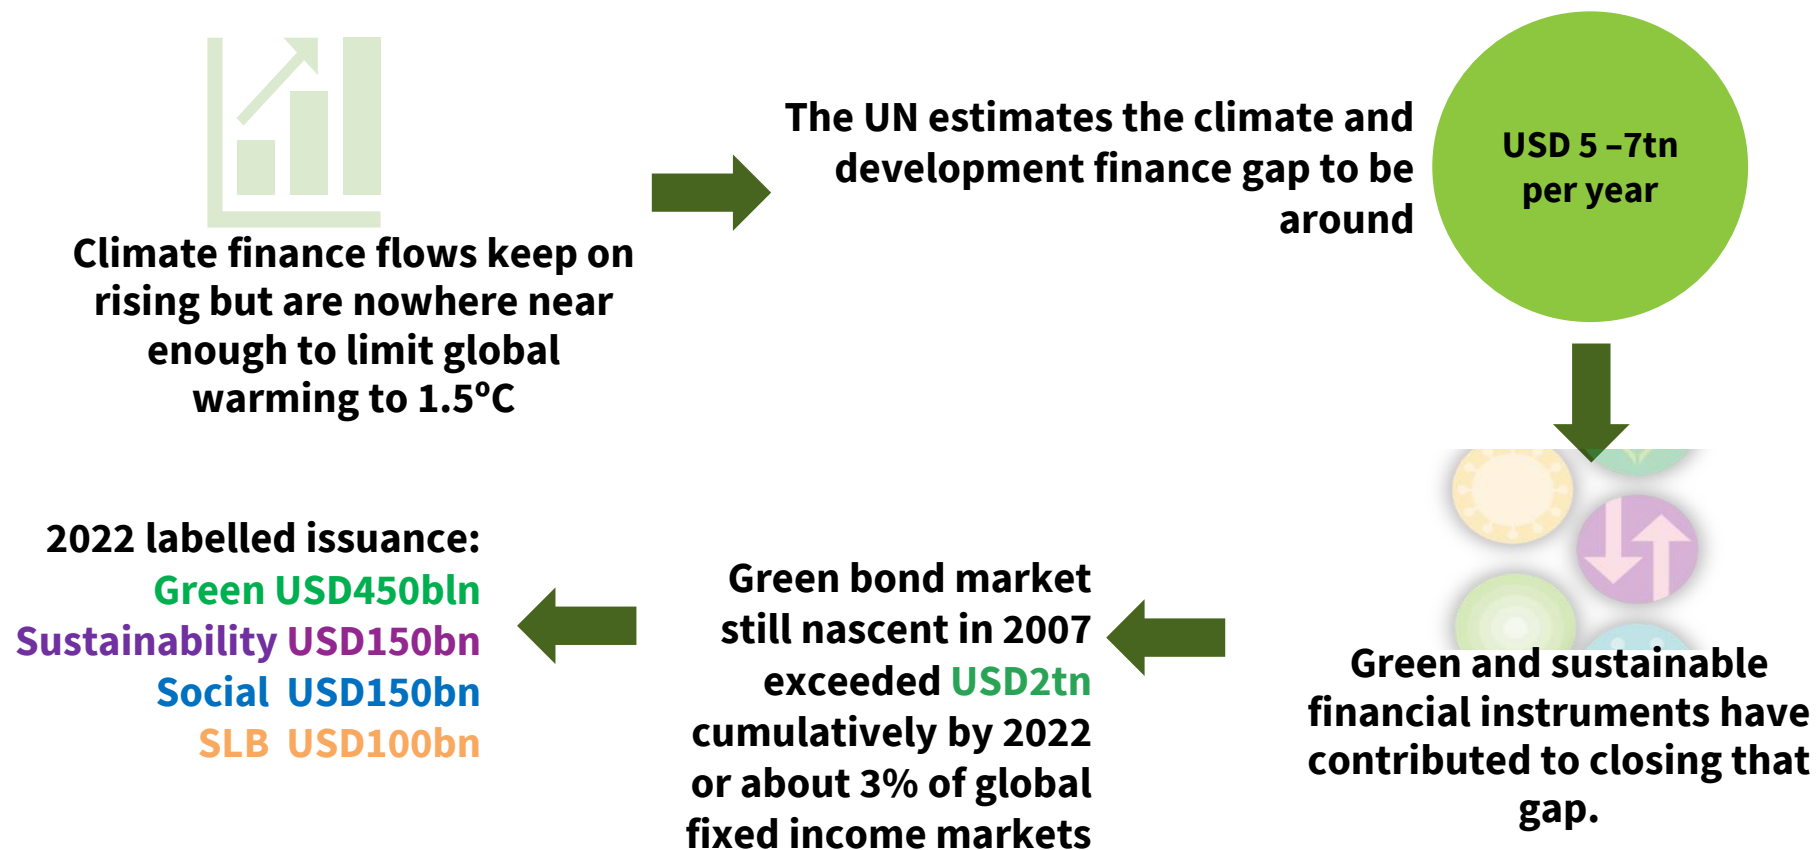 Climate finance flows keep on
rising but are nowhere near
enough to limit global
warming to 1.5ºC
The UN estimates the climate and
development finance gap to be
around
USD 5 –7tn
per year
Green and sustainable
financial instruments have
contributed to closing that
gap.
Green bond market
still nascent in 2007
exceeded USD2tn
cumulatively by 2022
or about 3% of global
fixed income markets
2022 labelled issuance:
Green USD450bln
Sustainability USD150bn
Social USD150bn
SLB USD100bn